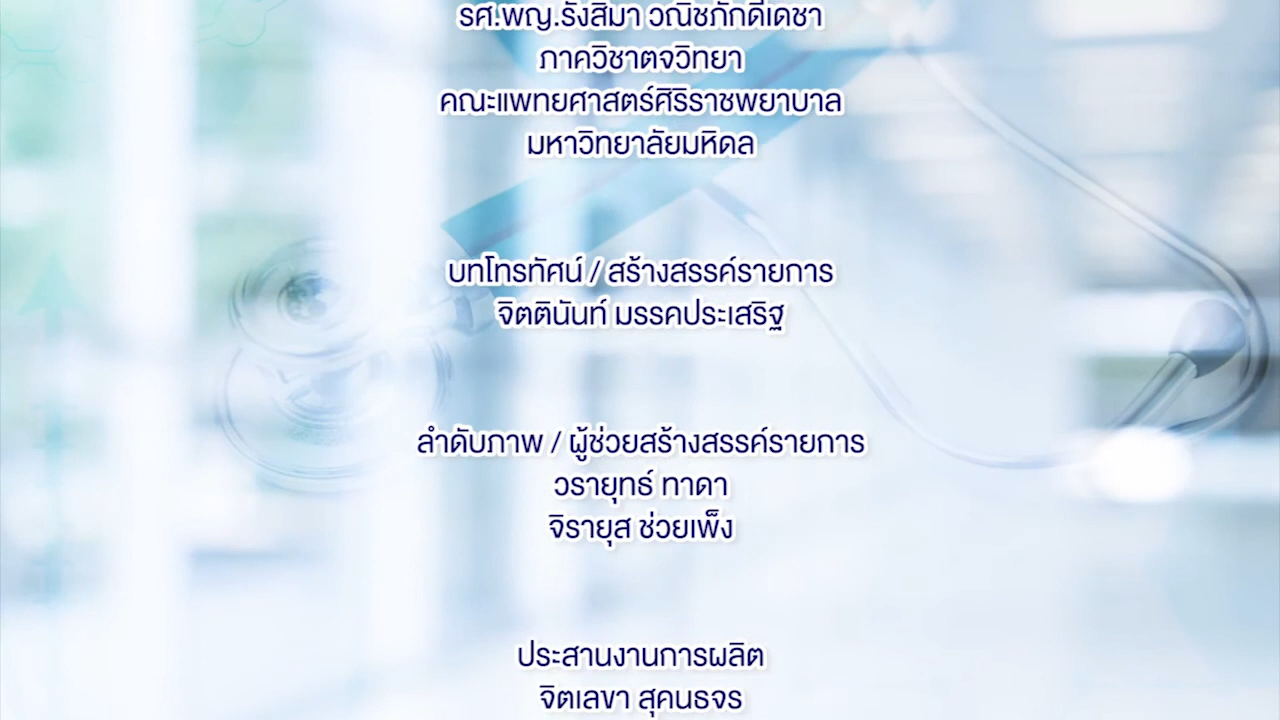 รศ.พญ.รังสิมา วณิชภักดีเดชา
ภาควิชาตจวิทยา
คณะแพทยศาสตร์ศิริราชพยาบาล
มหาวิทยาลัยมหิดล
บทโทรทัศน์ / สร้างสรรค์รายการ
จิตตินันท์ มรรคประเสริฐ
ลำดับภาพ / ผู้ช่วยสร้างสรรค์รายการ
วรายุทธ์ ทาดา
จิรายุส ช่วยเพ็ง
ประสานงานการผลิต
จิตเลขา สุคนธจร